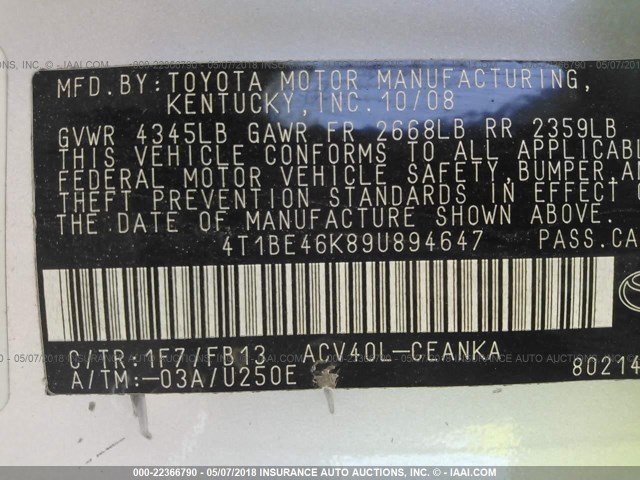 MFD. BY: TOYOTA MOTOR MANUFACTURING,
KENTUCKY, INC. 10/08
GVWR 4345LB GAWR FR 2668LB RR 2359LB
THIS VEHICLE CONFORMS TO ALL APPLICABL
FEDERAL MOTOR VEHICLE SAFETY, BUMPER, A
THEFT PREVENTION STANDARDS IN EFFECT
THE DATE OF MANUFACTURE SHOWN ABOVE.
4T1BE46K89U894647 PASS. CA
C/TR: 1F7/FB13 ACV40L-CEANKA
A/TM: -03A/U250E 80214
000-22366790 - 05/07/2018 INSURANCE AUTO AUCTIONS © - IAAI.COM